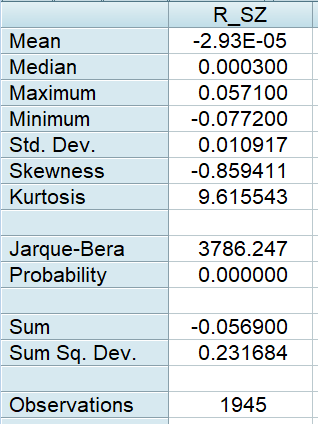 R_SZ
Mean -2.93E-05
Median 0.000300
Maximum 0.057100
Minimum -0.077200
Std. Dev. 0.010917
Skewness -0.859411
Kurtosis 9.615543
Jarque-Bera 3786.247
Probability 0.000000
Sum -0.056900
Sum Sq. Dev. 0.231684
Observations 1945